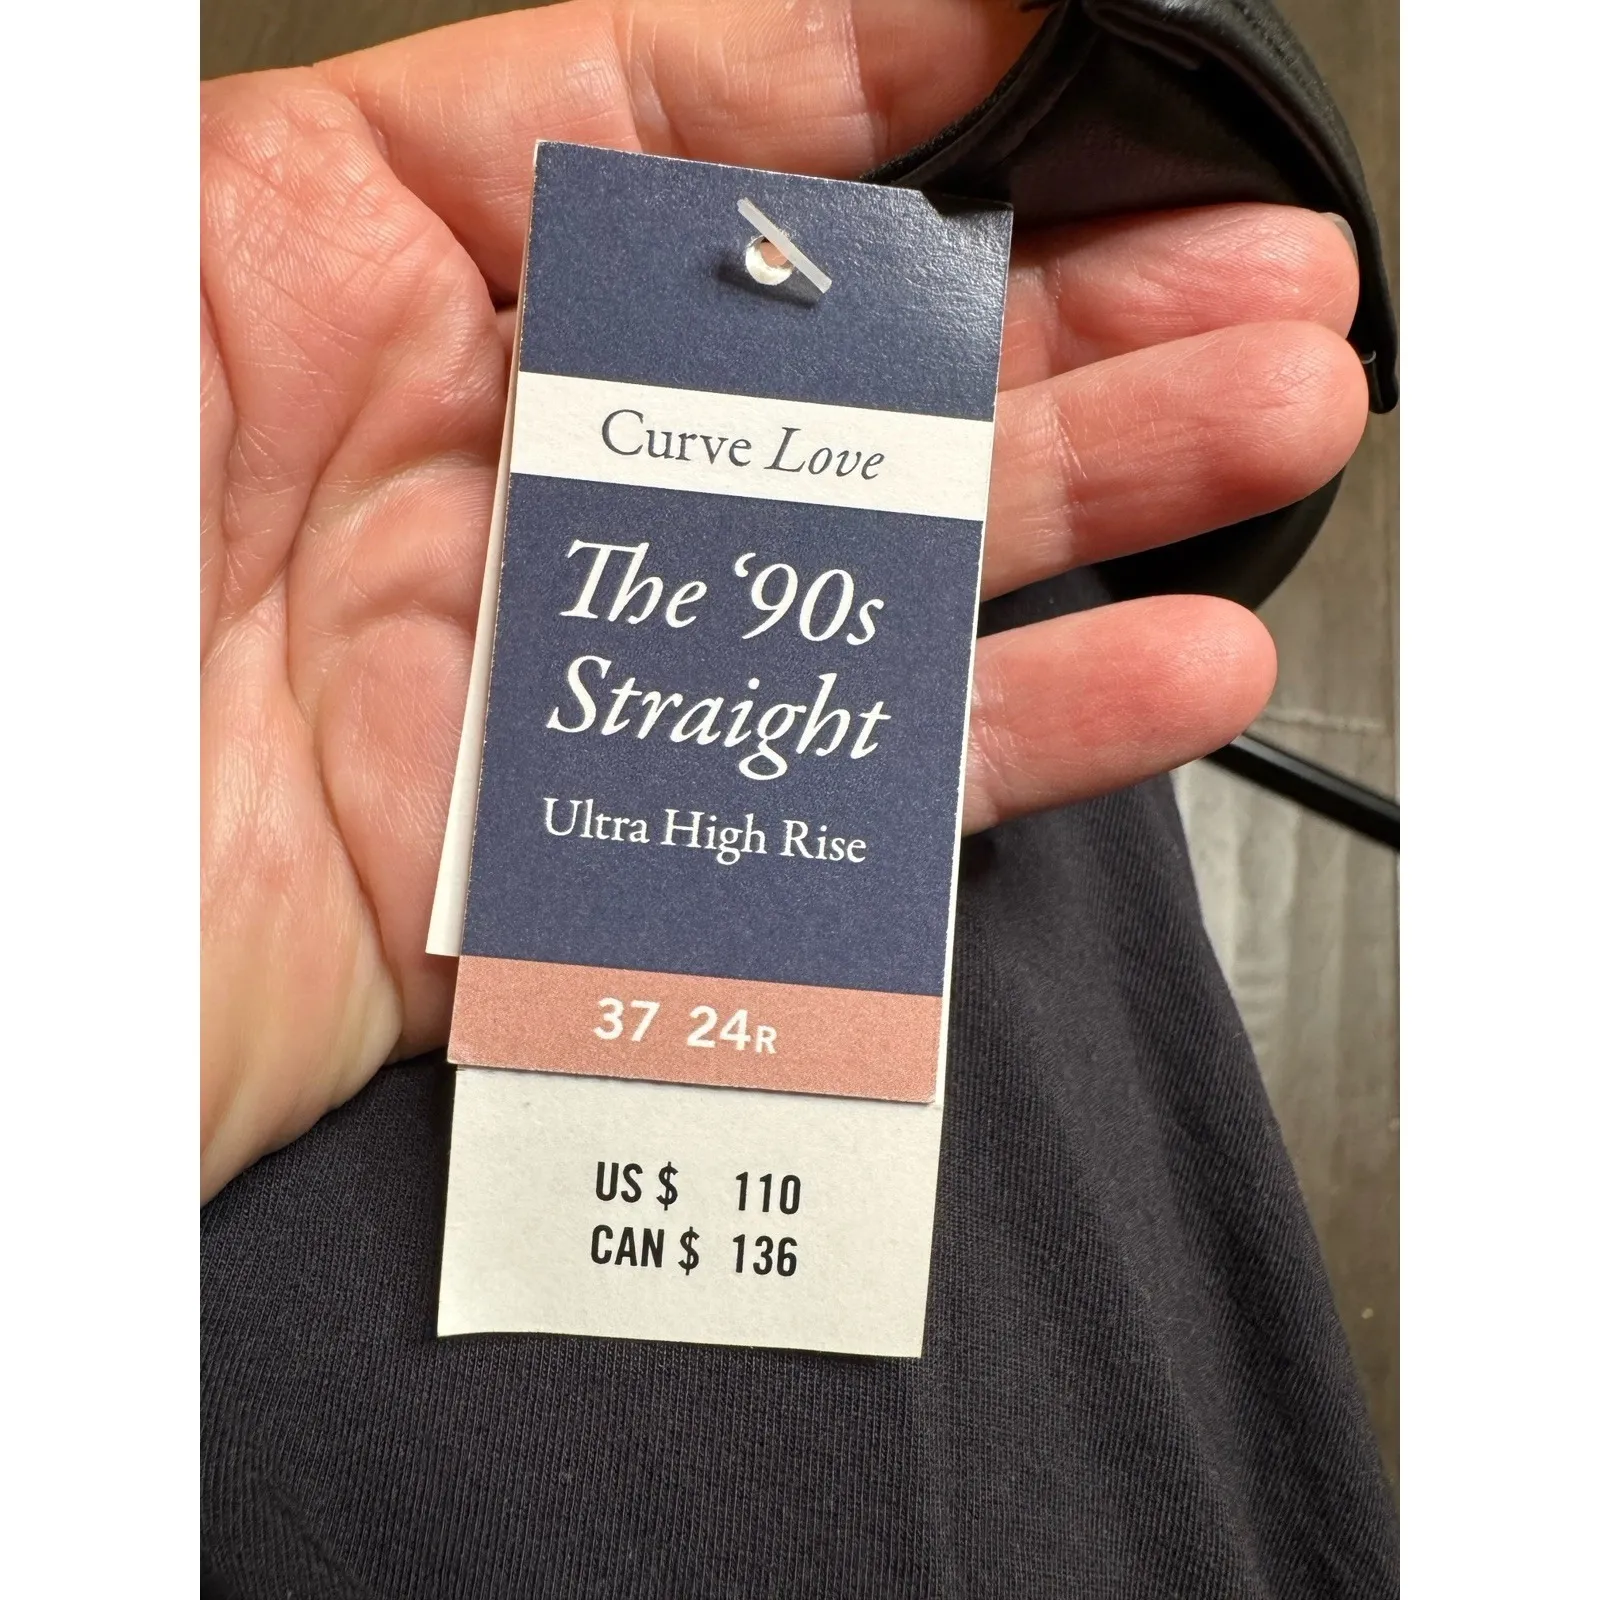 Curve Love
The ‘90s
Straight
Ultra High Rise
37 24R
US $ 110
CAN $ 136